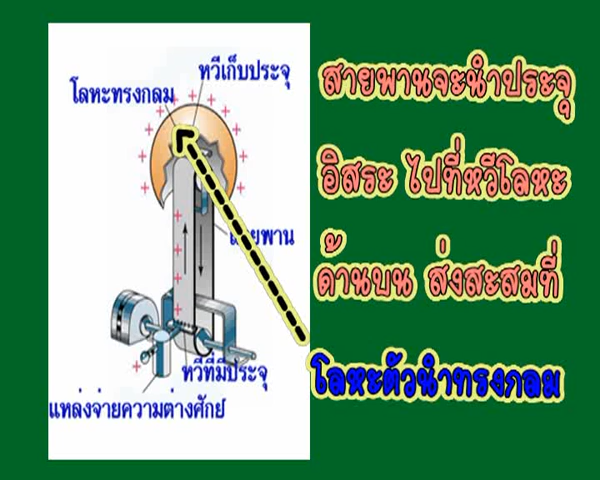 หวีเก็บประจุ
โลหะทรงกลม
สายพาน
หวีที่มีประจุ
แหล่งจ่ายความต่างศักย์
สายพานจะนำประจุ
อิสระ ไปที่หวีโลหะ
ด้านบน ส่งสะสมที่
โลหะตัวนำทรงกลม